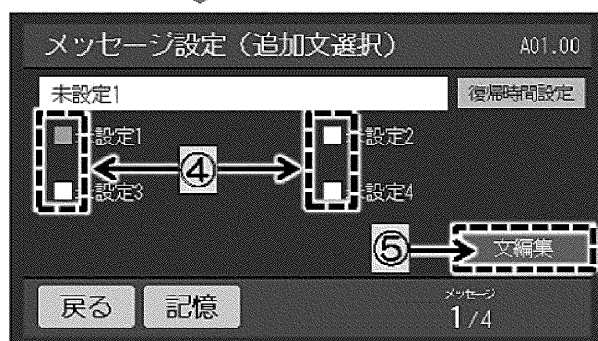 メッセージ設定（追加文選択） A01.00
未設定1 復帰時間設定
設定1 設定2
④
設定3 設定4
⑤ 文編集
戻る 記憶 メッセージ 1/4